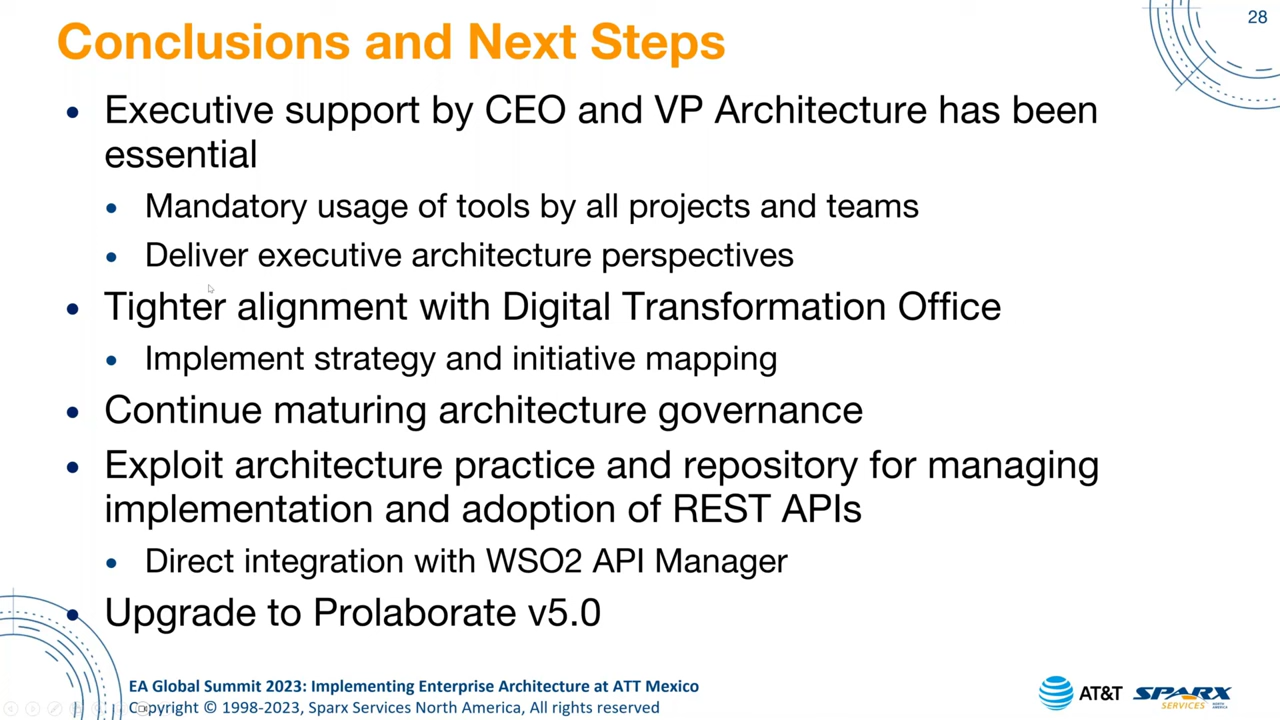 28
Conclusions and Next Steps
• Executive support by CEO and VP Architecture has been
essential
• Mandatory usage of tools by all projects and teams
• Deliver executive architecture perspectives
• Tighter alignment with Digital Transformation Office
• Implement strategy and initiative mapping
• Continue maturing architecture governance
• Exploit architecture practice and repository for managing
implementation and adoption of REST APIs
• Direct integration with WSO2 API Manager
• Upgrade to Prolaborate v5.0
EA Global Summit 2023: Implementing Enterprise Architecture at ATT Mexico
Copyright © 1998-2023, Sparx Services North America, All rights reserved
AT&T
SPARX
SERVICES
NORTH
AMERICA